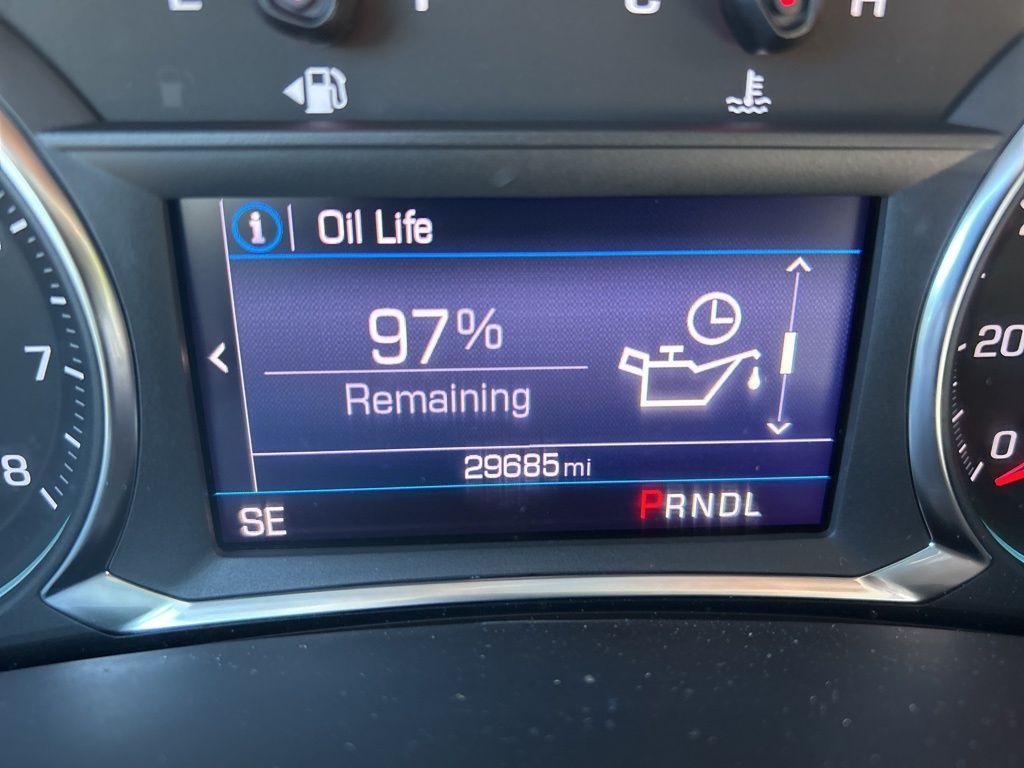 E F C H
i Oil Life
97%
Remaining
29685 mi
SE PRNDL
7
8
20
0